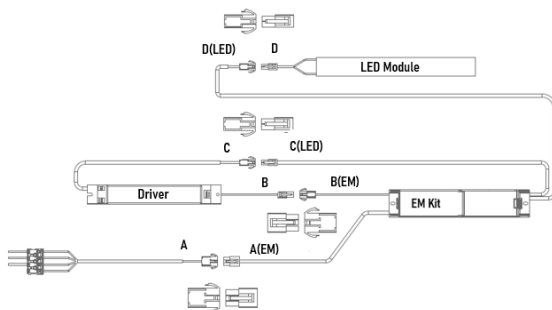 D(LED) D
LED Module
C C(LED)
B B(EM)
Driver
EM Kit
A A(EM)